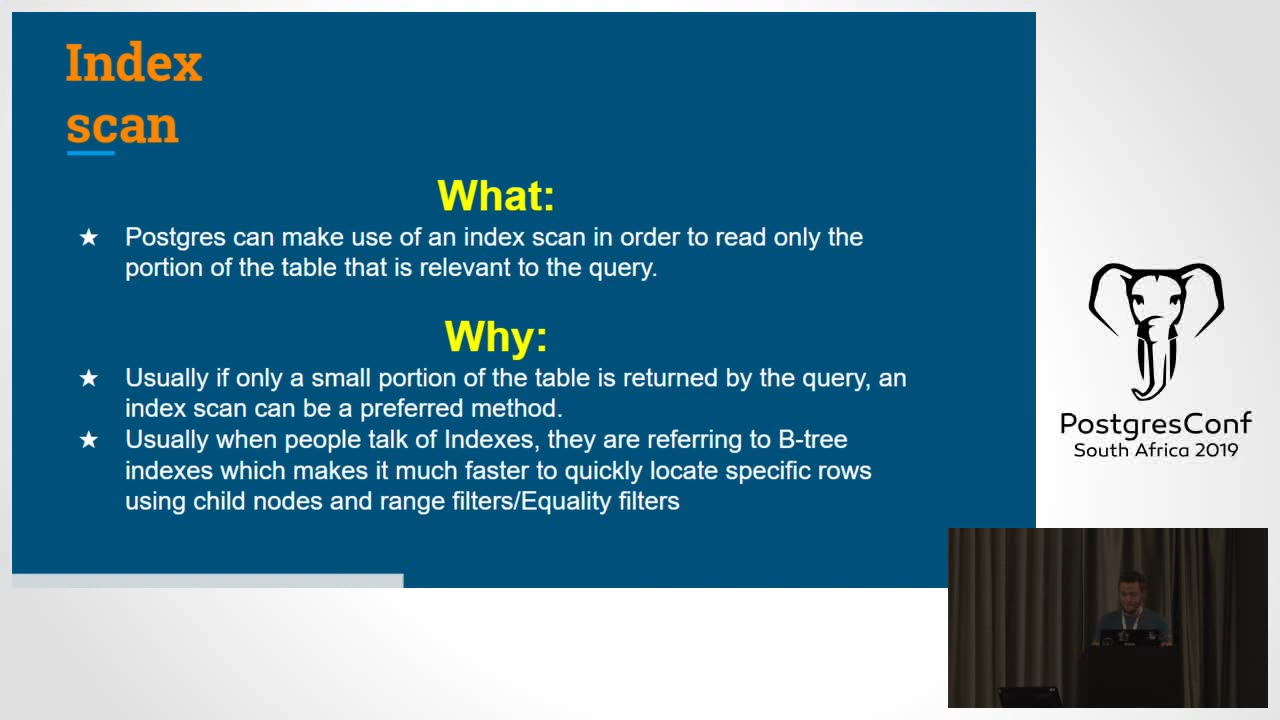 Index
scan
What:
★ Postgres can make use of an index scan in order to read only the
portion of the table that is relevant to the query.
Why:
★ Usually if only a small portion of the table is returned by the query, an
index scan can be a preferred method.
★ Usually when people talk of Indexes, they are referring to B-tree
indexes which makes it much faster to quickly locate specific rows
using child nodes and range filters/Equality filters
PostgresConf
South Africa 2019